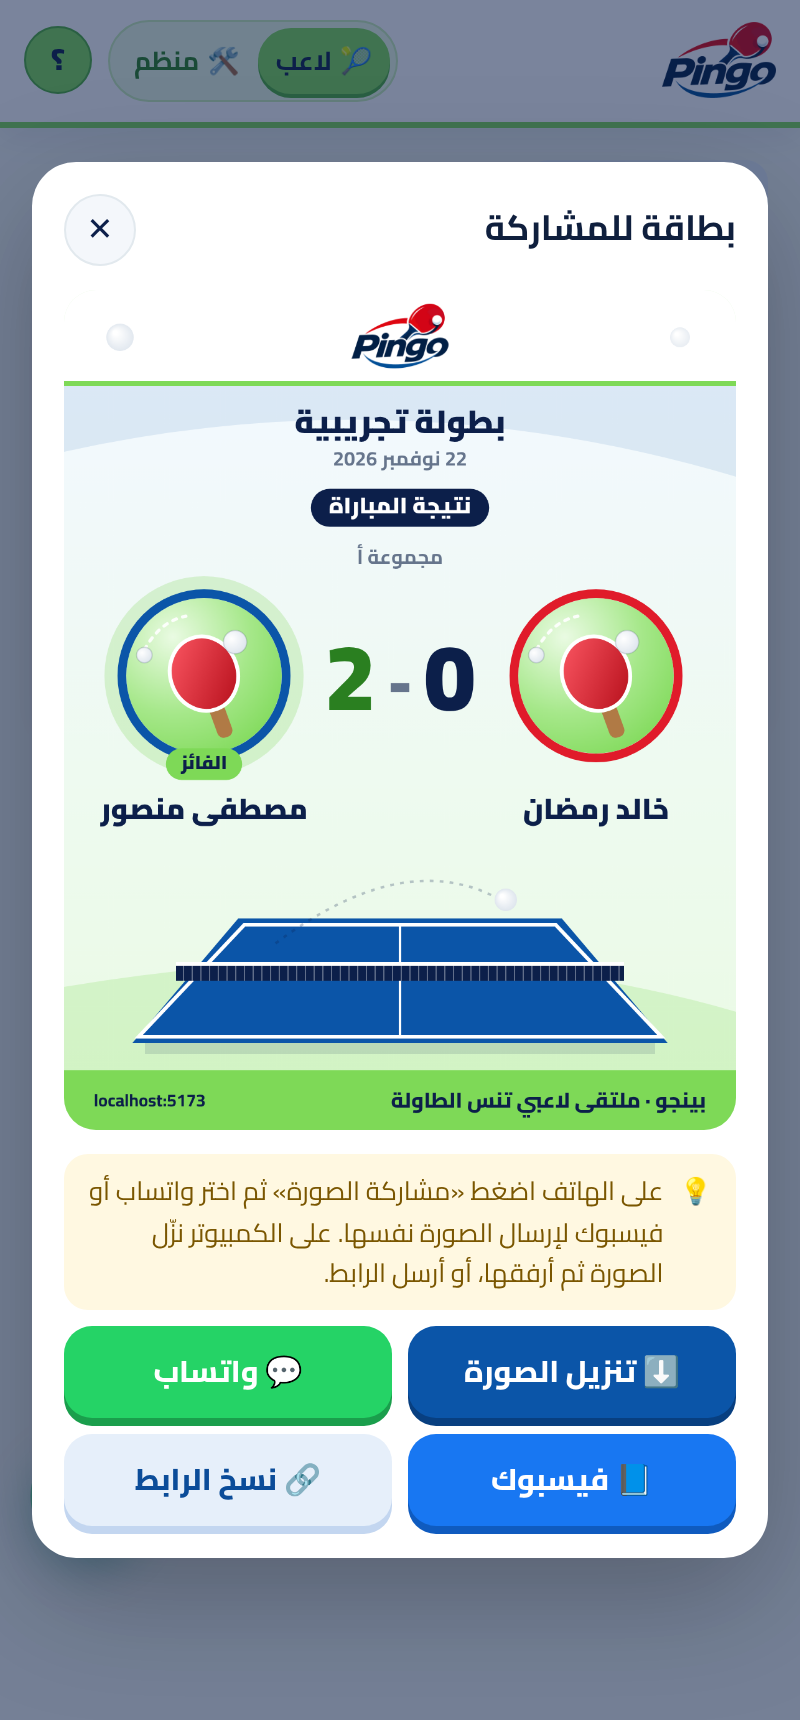 Pingo
🏸 لاعب
🛠️ منظم
؟
بطاقة للمشاركة
✕
Pingo
بطولة تجريبية
22 نوفمبر 2026
نتيجة المباراة
مجموعة أ
2 - 0
الفائز
خالد رمضان
مصطفى منصور
بينجو · ملتقى لاعبي تنس الطاولة
localhost:5173
💡 على الهاتف اضغط «مشاركة الصورة» ثم اختر واتساب أو
فيسبوك لإرسال الصورة نفسها. على الكمبيوتر نزّل
الصورة ثم أرفقها، أو أرسل الرابط.
⬇️ تنزيل الصورة
💬 واتساب
📘 فيسبوك
🔗 نسخ الرابط